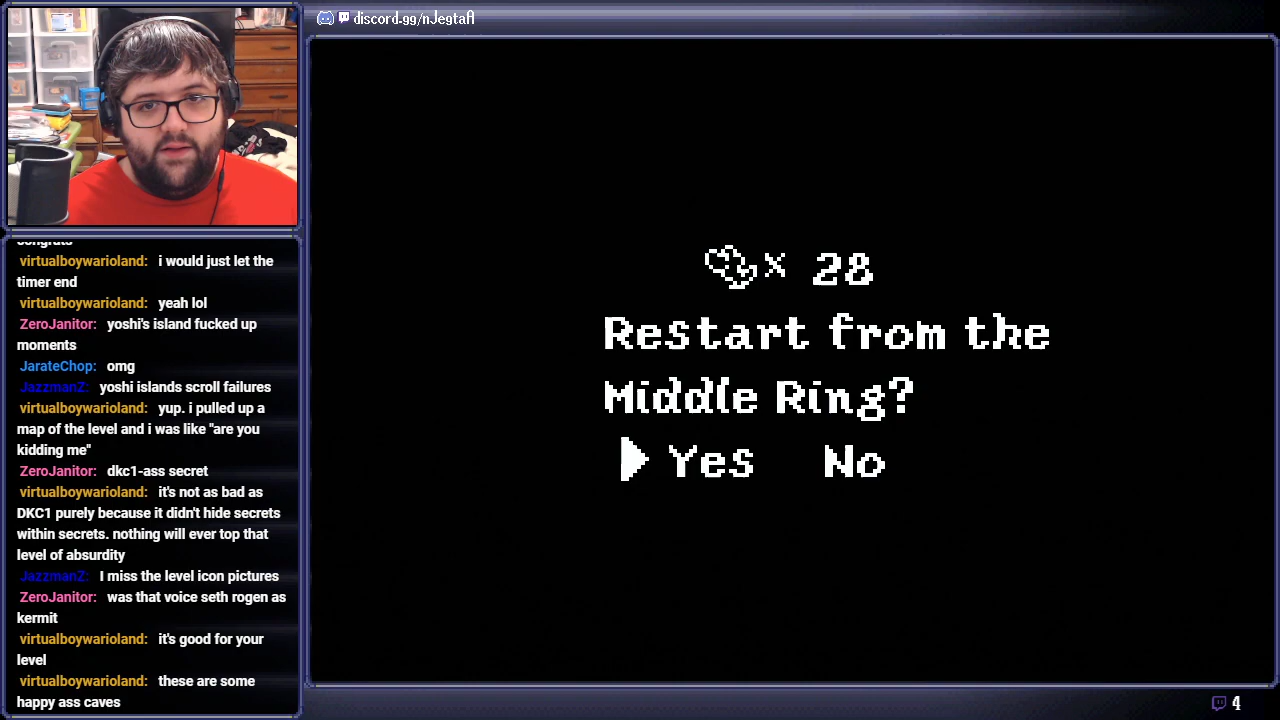 discord.gg/nJegtaA
congrats
virtualboywarioland: i would just let the
timer end
virtualboywarioland: yeah lol
ZeroJanitor: yoshi's island fucked up
moments
JarateChop: omg
JazzmanZ: yoshi islands scroll failures
virtualboywarioland: yup. i pulled up a
map of the level and i was like "are you
kidding me"
ZeroJanitor: dkc1-ass secret
virtualboywarioland: it's not as bad as
DKC1 purely because it didn't hide secrets
within secrets. nothing will ever top that
level of absurdity
JazzmanZ: I miss the level icon pictures
ZeroJanitor: was that voice seth rogen as
kermit
virtualboywarioland: it's good for your
level
virtualboywarioland: these are some
happy ass caves
× 28
Restart from the
Middle Ring?
Yes No
4